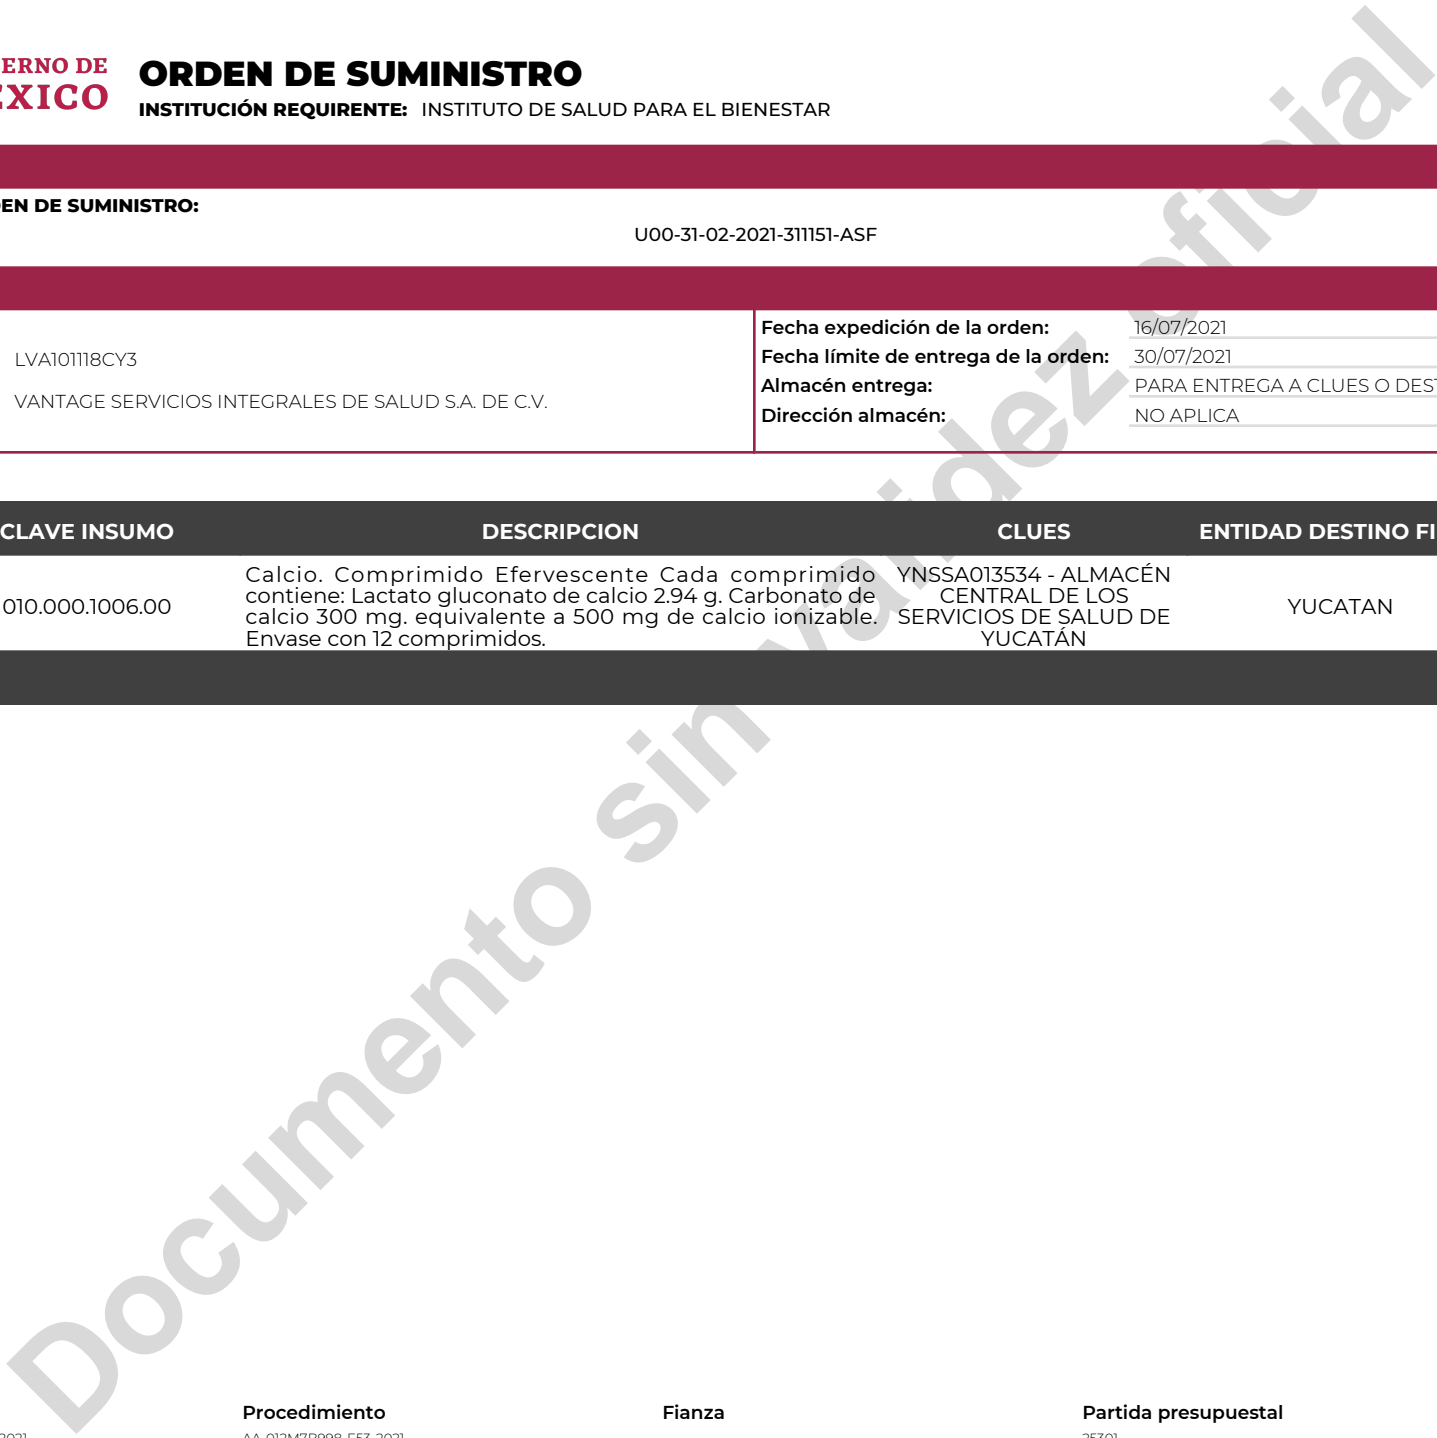 ERNO DE
ORDEN DE SUMINISTRO
INSTITUCIÓN REQUIRENTE: INSTITUTO DE SALUD PARA EL BIENESTAR
EXICO
EN DE SUMINISTRO:
U00-31-02-2021-311151-ASF
LVA101118CY3
VANTAGE SERVICIOS INTEGRALES DE SALUD S.A. DE C.V.
Fecha expedición de la orden: 16/07/2021
Fecha límite de entrega de la orden: 30/07/2021
Almacén entrega: PARA ENTREGA A CLUES O DEST
Dirección almacén: NO APLICA
CLAVE INSUMO DESCRIPCION CLUES ENTIDAD DESTINO FI
010.000.1006.00
Calcio. Comprimido Efervescente Cada comprimido
contiene: Lactato gluconato de calcio 2.94 g. Carbonato de
calcio 300 mg. equivalente a 500 mg de calcio ionizable.
Envase con 12 comprimidos.
YNSSA013534 - ALMACÉN
CENTRAL DE LOS
SERVICIOS DE SALUD DE
YUCATÁN
YUCATAN
Documento sin validez oficial
Procedimiento Fianza Partida presupuestal